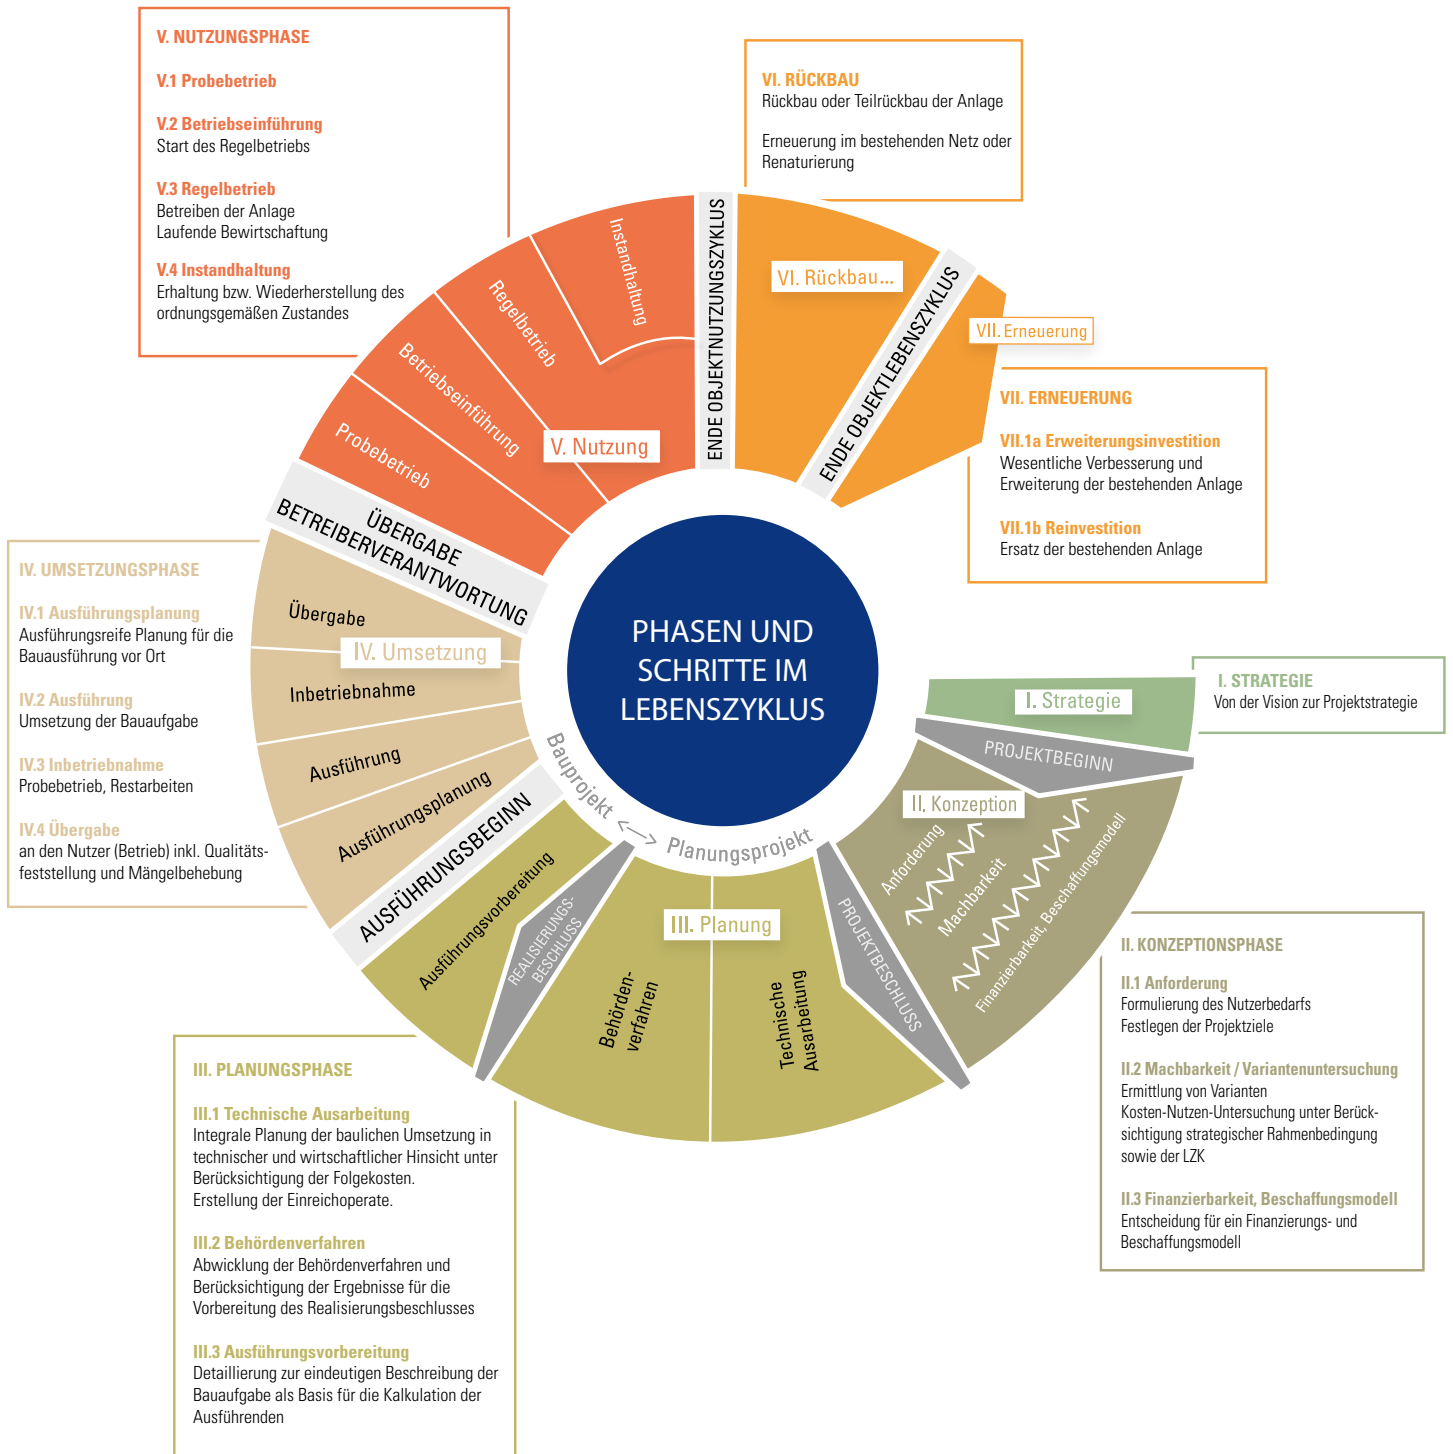 V. NUTZUNGSPHASE
V.1 Probebetrieb
V.2 Betriebseinführung
Start des Regelbetriebs
V.3 Regelbetrieb
Betreiben der Anlage
Laufende Bewirtschaftung
V.4 Instandhaltung
Erhaltung bzw. Wiederherstellung des
ordnungsgemäßen Zustandes
VI. RÜCKBAU
Rückbau oder Teilrückbau der Anlage
Erneuerung im bestehenden Netz oder
Renaturierung
Instandhaltung
Regelbetrieb
Betriebseinführung
Probebetrieb
V. Nutzung
ENDE OBJEKTNUTZUNGSZYKLUS
VI. Rückbau...
ENDE OBJEKTLEBENSZYKLUS
VII. Erneuerung
VII. ERNEUERUNG
VII.1a Erweiterungsinvestition
Wesentliche Verbesserung und
Erweiterung der bestehenden Anlage
VII.1b Reinvestition
Ersatz der bestehenden Anlage
ÜBERGABE
BETREIBERVERANTWORTUNG
IV. UMSETZUNGSPHASE
IV.1 Ausführungsplanung
Ausführungsreife Planung für die
Bauausführung vor Ort
IV.2 Ausführung
Umsetzung der Bauaufgabe
IV.3 Inbetriebnahme
Probebetrieb, Restarbeiten
IV.4 Übergabe
an den Nutzer (Betrieb) inkl. Qualitäts-
feststellung und Mängelbehebung
Übergabe
IV. Umsetzung
Inbetriebnahme
Ausführung
Ausführungsplanung
PHASEN UND
SCHRITTE IM
LEBENSZYKLUS
Bauprojekt <—> Planungsprojekt
I. Strategie
I. STRATEGIE
Von der Vision zur Projektstrategie
PROJEKTBEGINN
II. Konzeption
Anforderung
Machbarkeit
Finanzierbarkeit, Beschaffungsmodell
AUSFÜHRUNGSBEGINN
Ausführungsvorbereitung
REALISIERUNGS-
BESCHLUSS
III. Planung
Behörden-
verfahren
Technische
Ausarbeitung
PROJEKTBESCHLUSS
II. KONZEPTIONSPHASE
II.1 Anforderung
Formulierung des Nutzerbedarfs
Festlegen der Projektziele
II.2 Machbarkeit / Variantenuntersuchung
Ermittlung von Varianten
Kosten-Nutzen-Untersuchung unter Berück-
sichtigung strategischer Rahmenbedingung
sowie der LZK
II.3 Finanzierbarkeit, Beschaffungsmodell
Entscheidung für ein Finanzierungs- und
Beschaffungsmodell
III. PLANUNGSPHASE
III.1 Technische Ausarbeitung
Integrale Planung der baulichen Umsetzung in
technischer und wirtschaftlicher Hinsicht unter
Berücksichtigung der Folgekosten.
Erstellung der Einreichoperate.
III.2 Behördenverfahren
Abwicklung der Behördenverfahren und
Berücksichtigung der Ergebnisse für die
Vorbereitung des Realisierungsbeschlusses
III.3 Ausführungsvorbereitung
Detaillierung zur eindeutigen Beschreibung der
Bauaufgabe als Basis für die Kalkulation der
Ausführenden